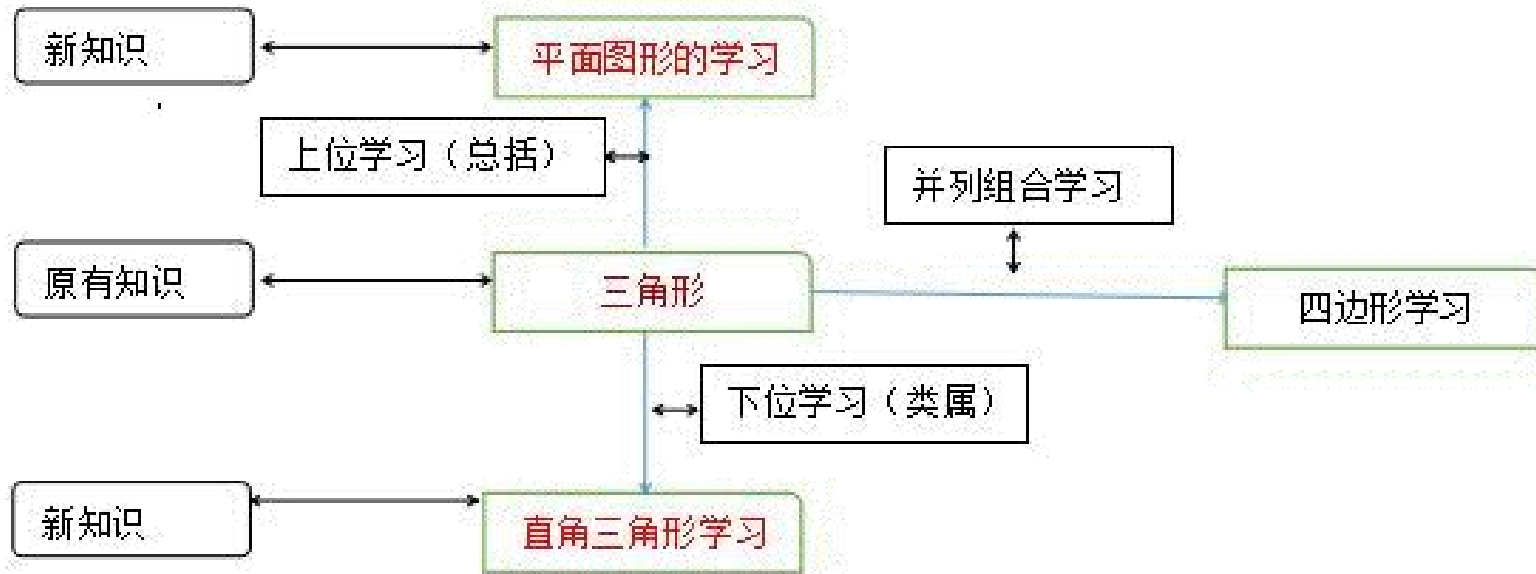 新知识
平面图形的学习
上位学习（总括）
并列组合学习
原有知识
三角形
四边形学习
下位学习（类属）
新知识
直角三角形学习